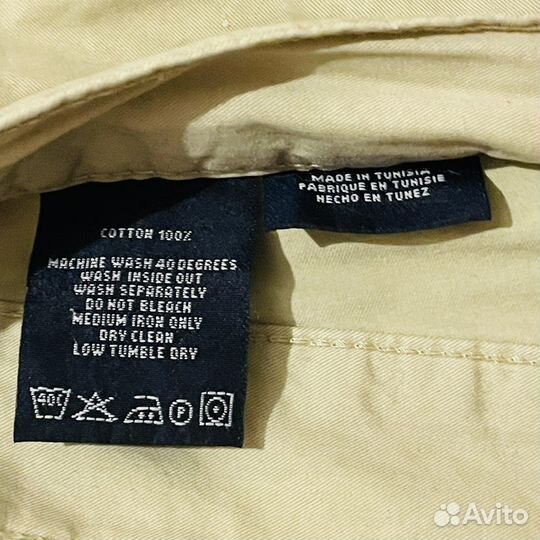 COTTON 100%
MACHINE WASH 40 DEGREES
WASH INSIDE OUT
WASH SEPARATELY
DO NOT BLEACH
MEDIUM IRON ONLY
DRY CLEAN
LOW TUMBLE DRY
40C
P
MADE IN TUNISIA
FABRIQUE EN TUNISIE
HECHO EN TUNEZ
Avito